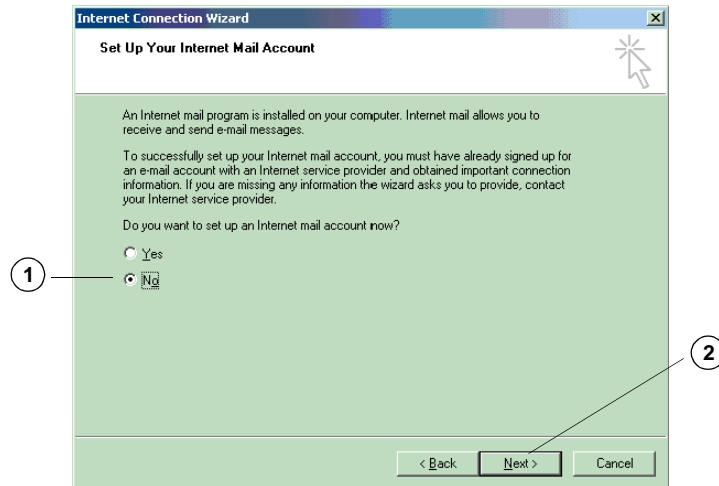 Internet Connection Wizard
Set Up Your Internet Mail Account
An Internet mail program is installed on your computer. Internet mail allows you to
receive and send e-mail messages.
To successfully set up your Internet mail account, you must have already signed up for
an e-mail account with an Internet service provider and obtained important connection
information. If you are missing any information the wizard asks you to provide, contact
your Internet service provider.
Do you want to set up an Internet mail account now?
Yes
1
No
2
< Back Next > Cancel